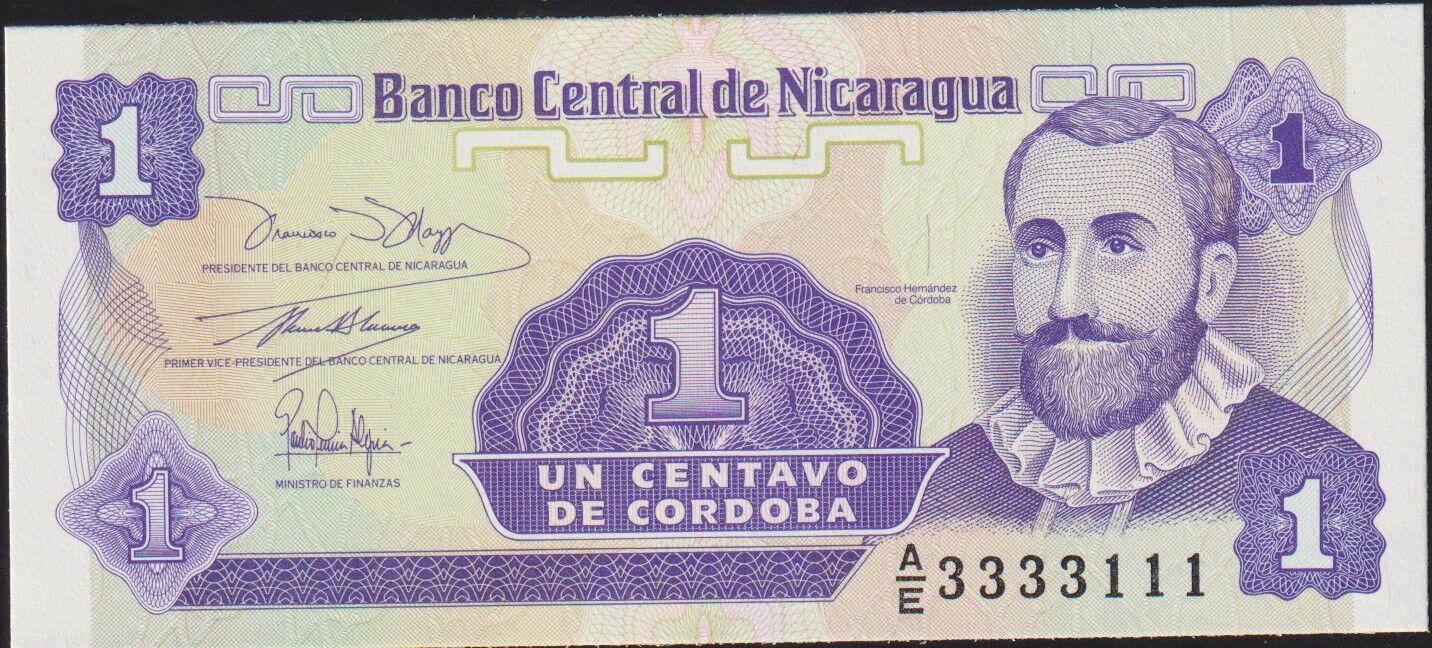 Banco Central de Nicaragua
1
1
PRESIDENTE DEL BANCO CENTRAL DE NICARAGUA
Francisco Hernández
de Córdoba
1
PRIMER VICE-PRESIDENTE DEL BANCO CENTRAL DE NICARAGUA
MINISTRO DE FINANZAS
UN CENTAVO
DE CORDOBA
1
1
A/E 3333111